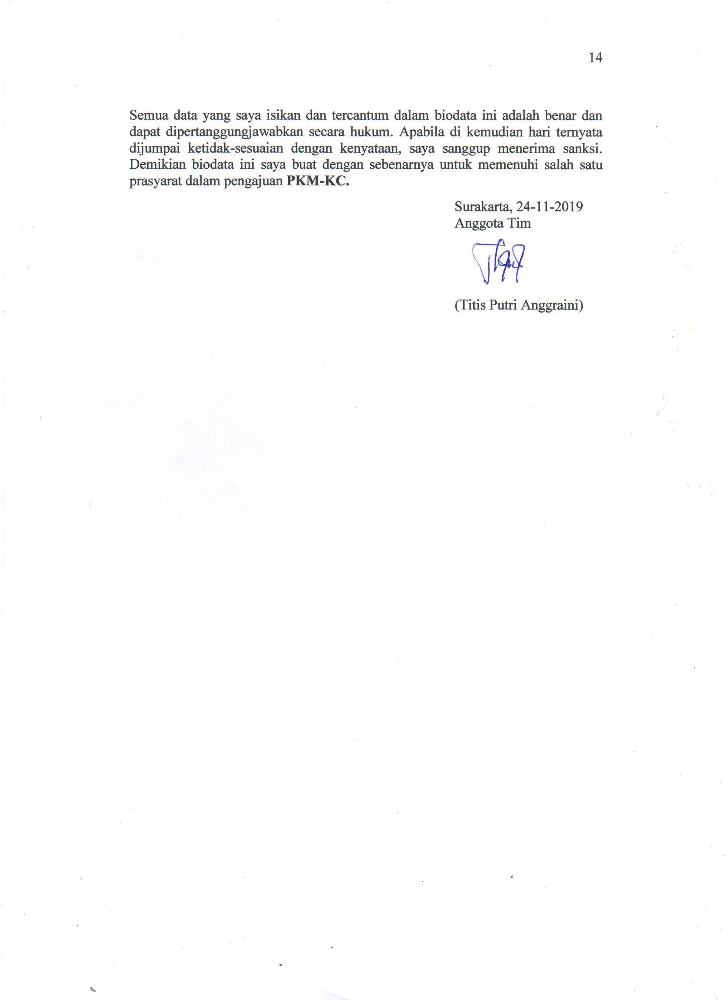 14
Semua data yang saya isikan dan tercantum dalam biodata ini adalah benar dan
dapat dipertanggungjawabkan secara hukum. Apabila di kemudian hari ternyata
dijumpai ketidak-sesuaian dengan kenyataan, saya sanggup menerima sanksi.
Demikian biodata ini saya buat dengan sebenarnya untuk memenuhi salah satu
prasyarat dalam pengajuan PKM-KC.
Surakarta, 24-11-2019
Anggota Tim
(Titis Putri Anggraini)